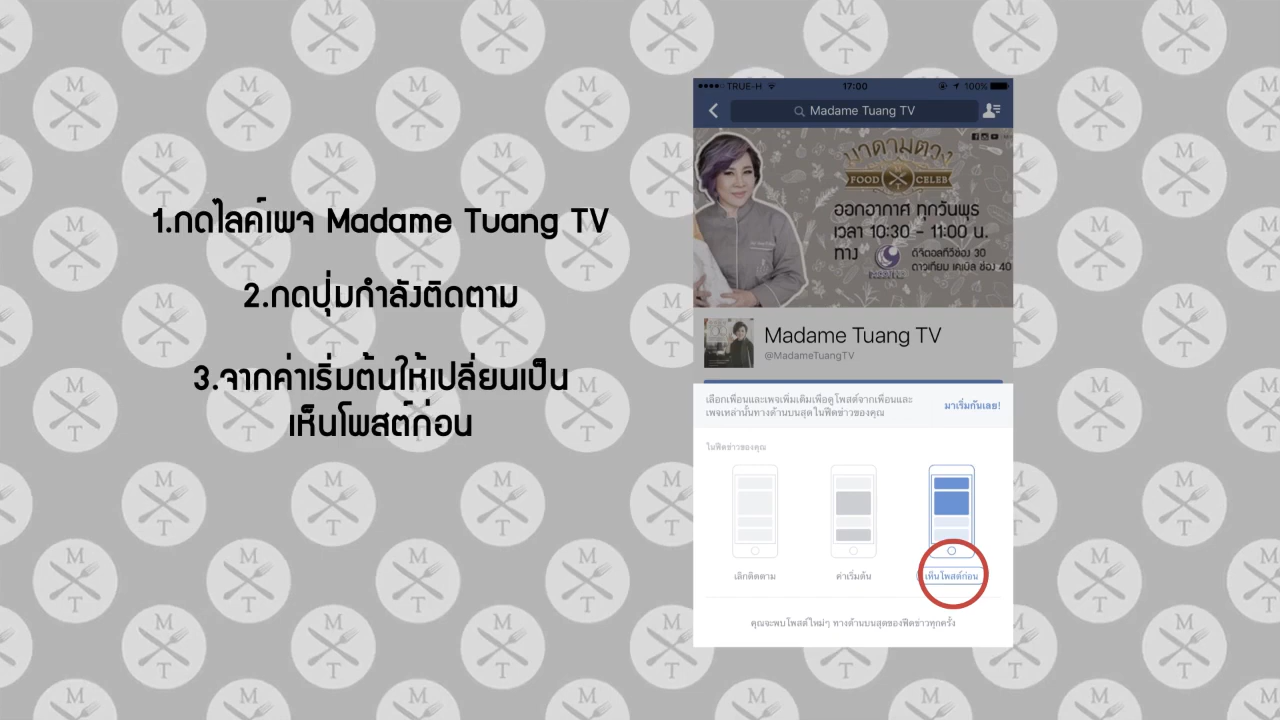 1.กดไลค์เพจ Madame Tuang TV
2.กดปุ่มกำลังติดตาม
3.จากค่าเริ่มต้นให้เปลี่ยนเป็น
เห็นโพสต์ก่อน
TRUE-H 17:00 100%
Madame Tuang TV
มาดามตวง
FOOD CELEB
ออกอากาศ ทุกวันพุธ
เวลา 10:30 - 11:00 น.
ทาง
ดิจิตอลทีวีช่อง 30
ดาวเทียม เคเบิล ช่อง 40
Madame Tuang TV
@MadameTuangTV
เลือกเพื่อนและเพจเพิ่มเติมเพื่อดูโพสต์จากเพื่อนและ
เพจเหล่านั้นทางด้านบนสุดในฟีดข่าวของคุณ
มาเริ่มกันเลย!
ในฟีดข่าวของคุณ
เลิกติดตาม
ค่าเริ่มต้น
เห็นโพสต์ก่อน
คุณจะพบโพสต์ใหม่ๆ ทางด้านบนสุดของฟีดข่าวทุกครั้ง
M T